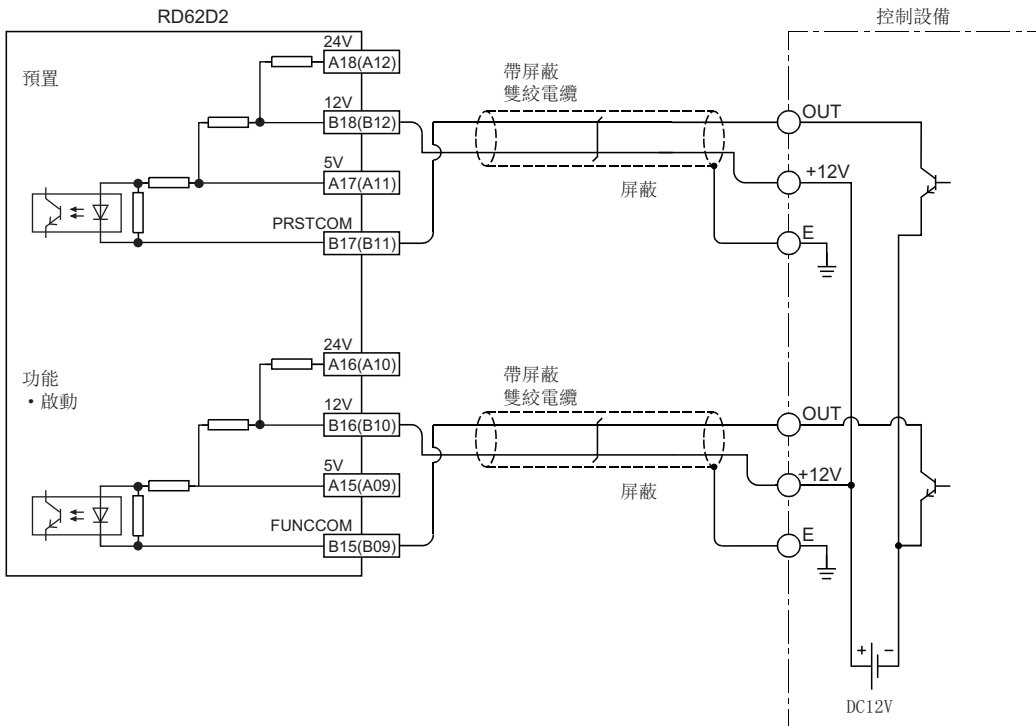 RD62D2
控制設備
預置
24V
A18(A12)
12V
B18(B12)
5V
A17(A11)
PRSTCOM
B17(B11)
帶屏蔽
雙絞電纜
屏蔽
OUT
+12V
E
功能
・啟動
24V
A16(A10)
12V
B16(B10)
5V
A15(A09)
FUNCCOM
B15(B09)
帶屏蔽
雙絞電纜
屏蔽
OUT
+12V
E
+ −
DC12V